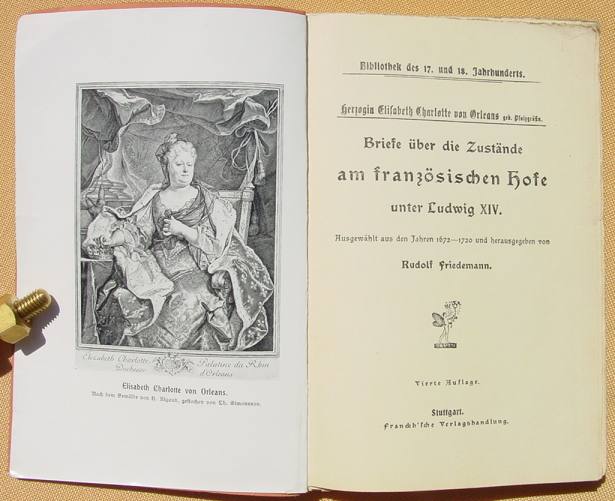 Elizabeth Charlotte Palatine du Rhin
Duchesse d'Orleans
Elisabeth Charlotte von Orleans.
Nach dem Gemälde von H. Rigaud, gestochen von Ch. Simonneau.
Bibliothek des 17. und 18. Jahrhunderts.
Herzogin Elisabeth Charlotte von Orleans geb. Pfalzgräfin.
Briefe über die Zustände
am französischen Hofe
unter Ludwig XIV.
Ausgewählt aus den Jahren 1672—1720 und herausgegeben von
Rudolf Friedemann.
Vierte Auflage.
Stuttgart.
Franckh'sche Verlagshandlung.